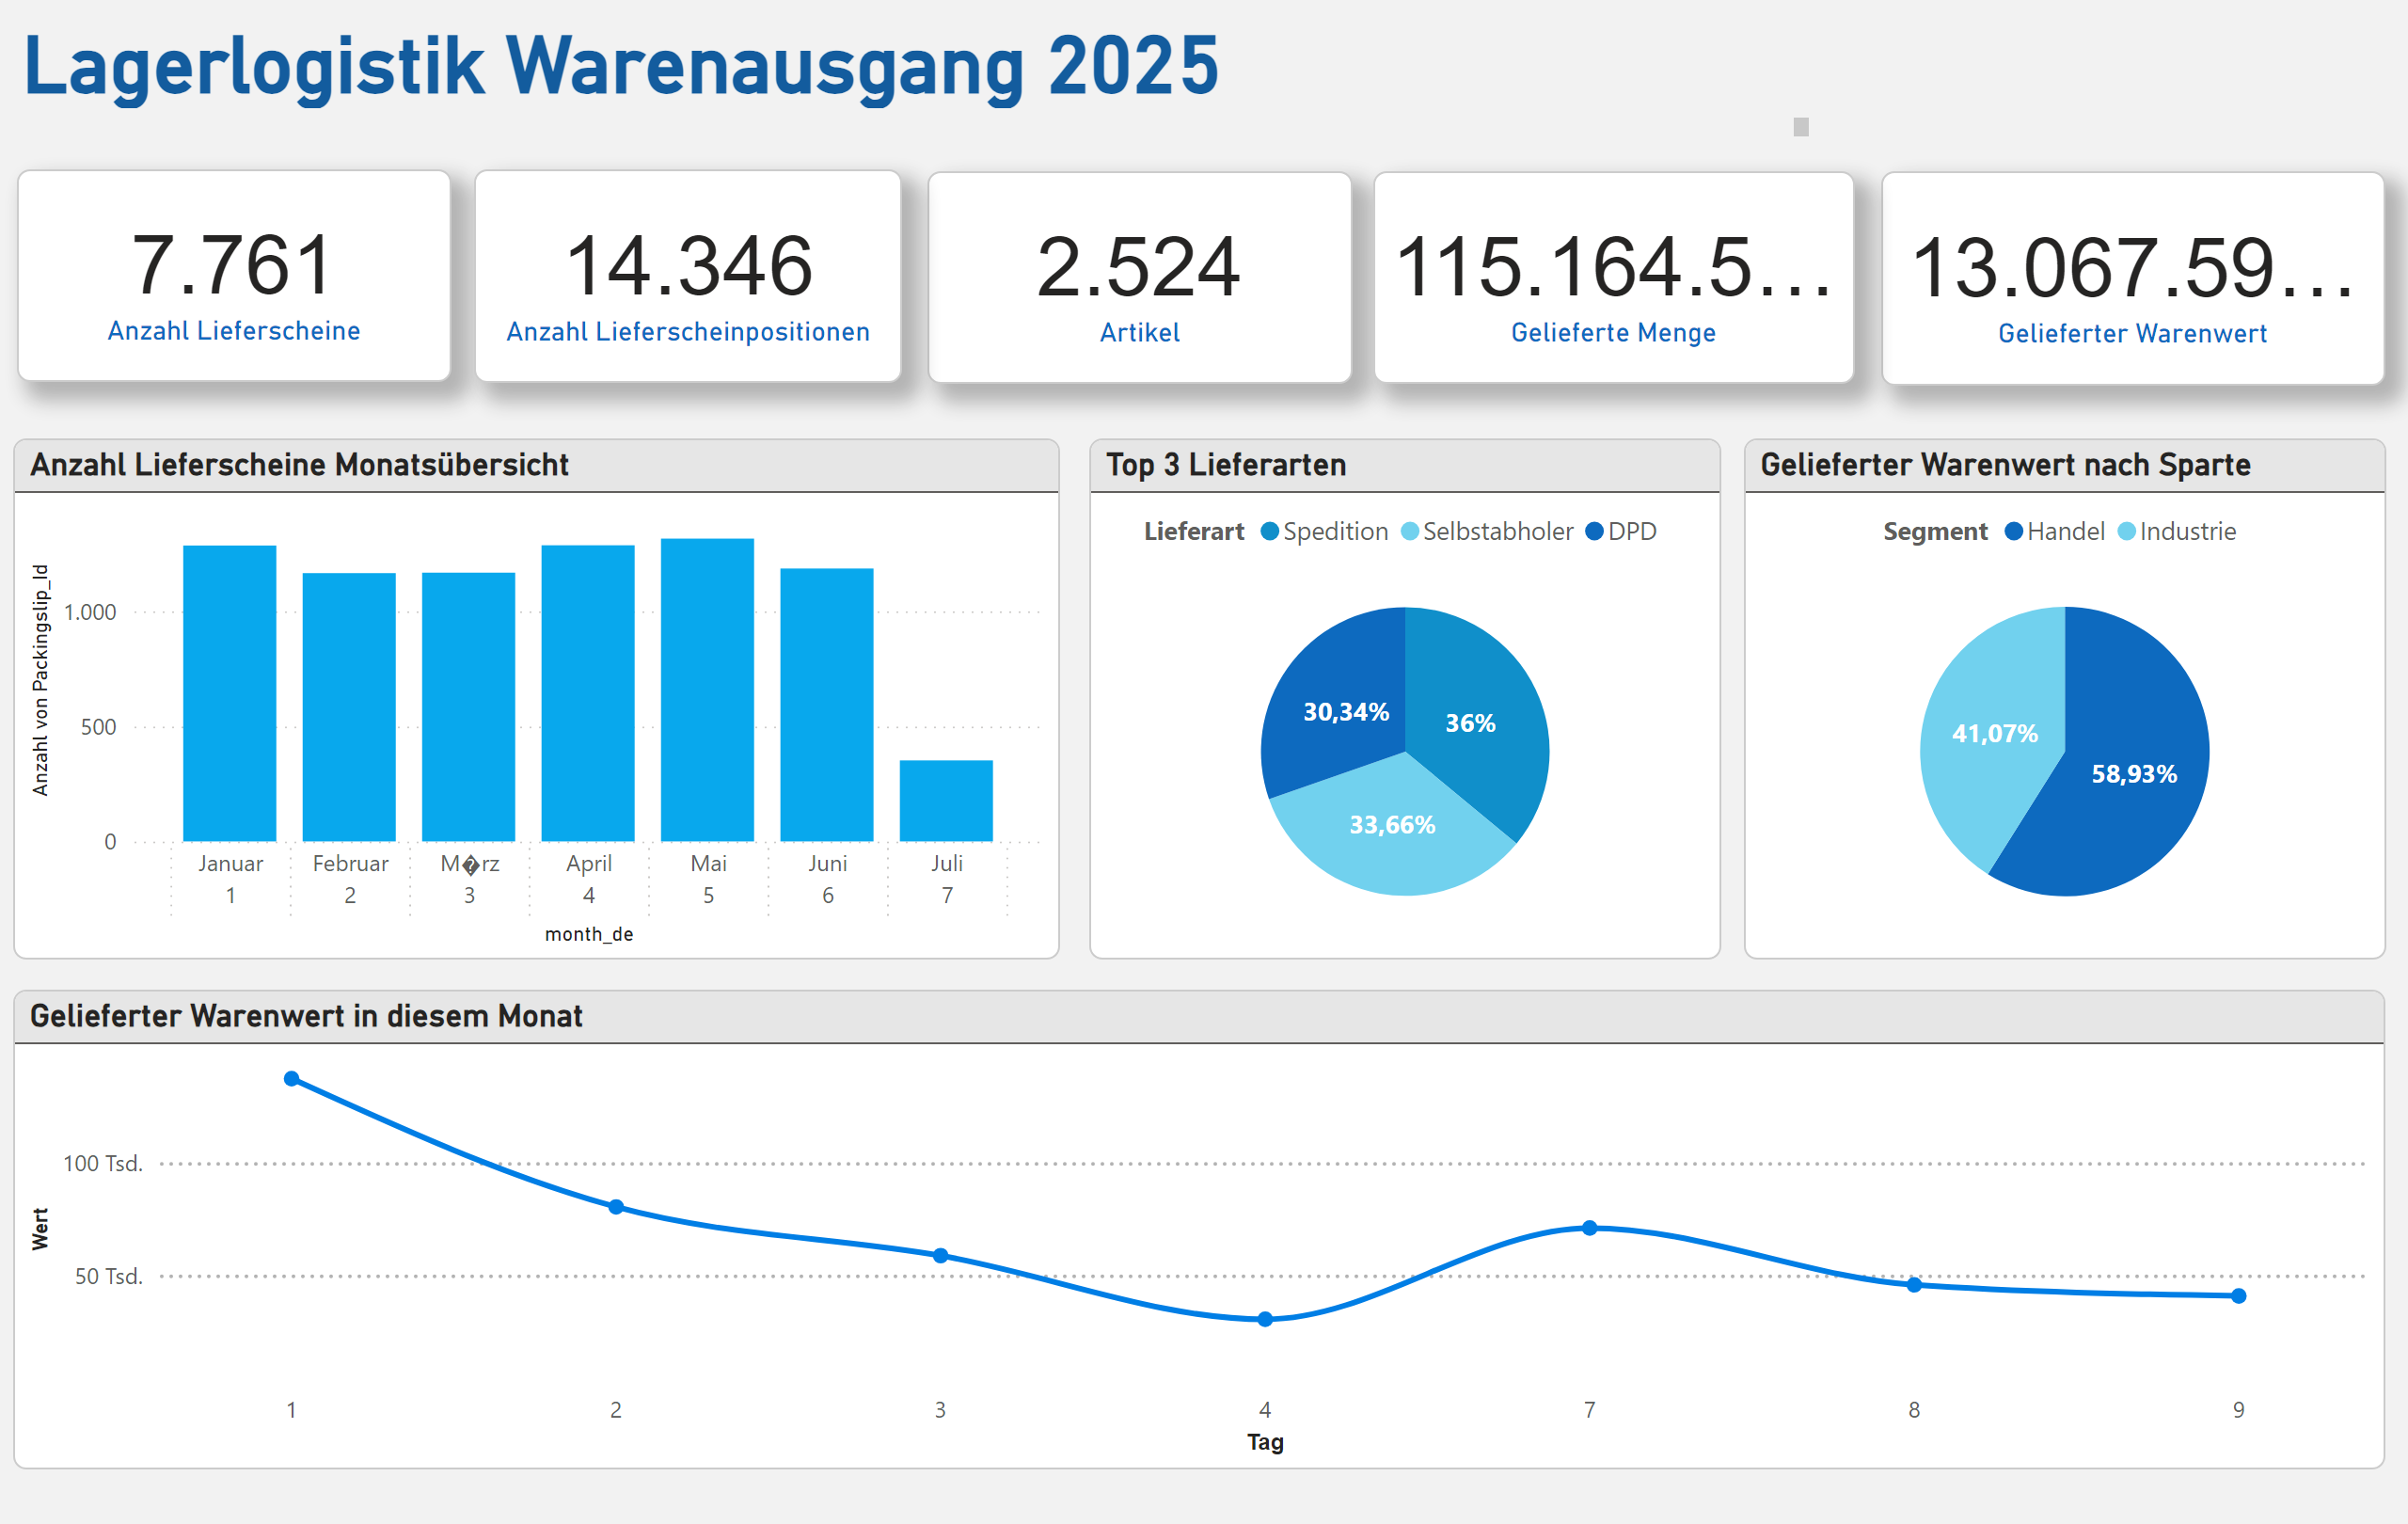 Lagerlogistik Warenausgang 2025
7.761
Anzahl Lieferscheine
14.346
Anzahl Lieferscheinpositionen
2.524
Artikel
115.164.5...
Gelieferte Menge
13.067.59...
Gelieferter Warenwert
Anzahl Lieferscheine Monatsübersicht
Anzahl von Packingslip_Id
1.000
500
0
Januar Februar M�rz April Mai Juni Juli
1 2 3 4 5 6 7
month_de
Top 3 Lieferarten
Lieferart Spedition Selbstabholer DPD
30,34%
36%
33,66%
Gelieferter Warenwert nach Sparte
Segment Handel Industrie
41,07%
58,93%
Gelieferter Warenwert in diesem Monat
Wert
100 Tsd.
50 Tsd.
1 2 3 4 7 8 9
Tag